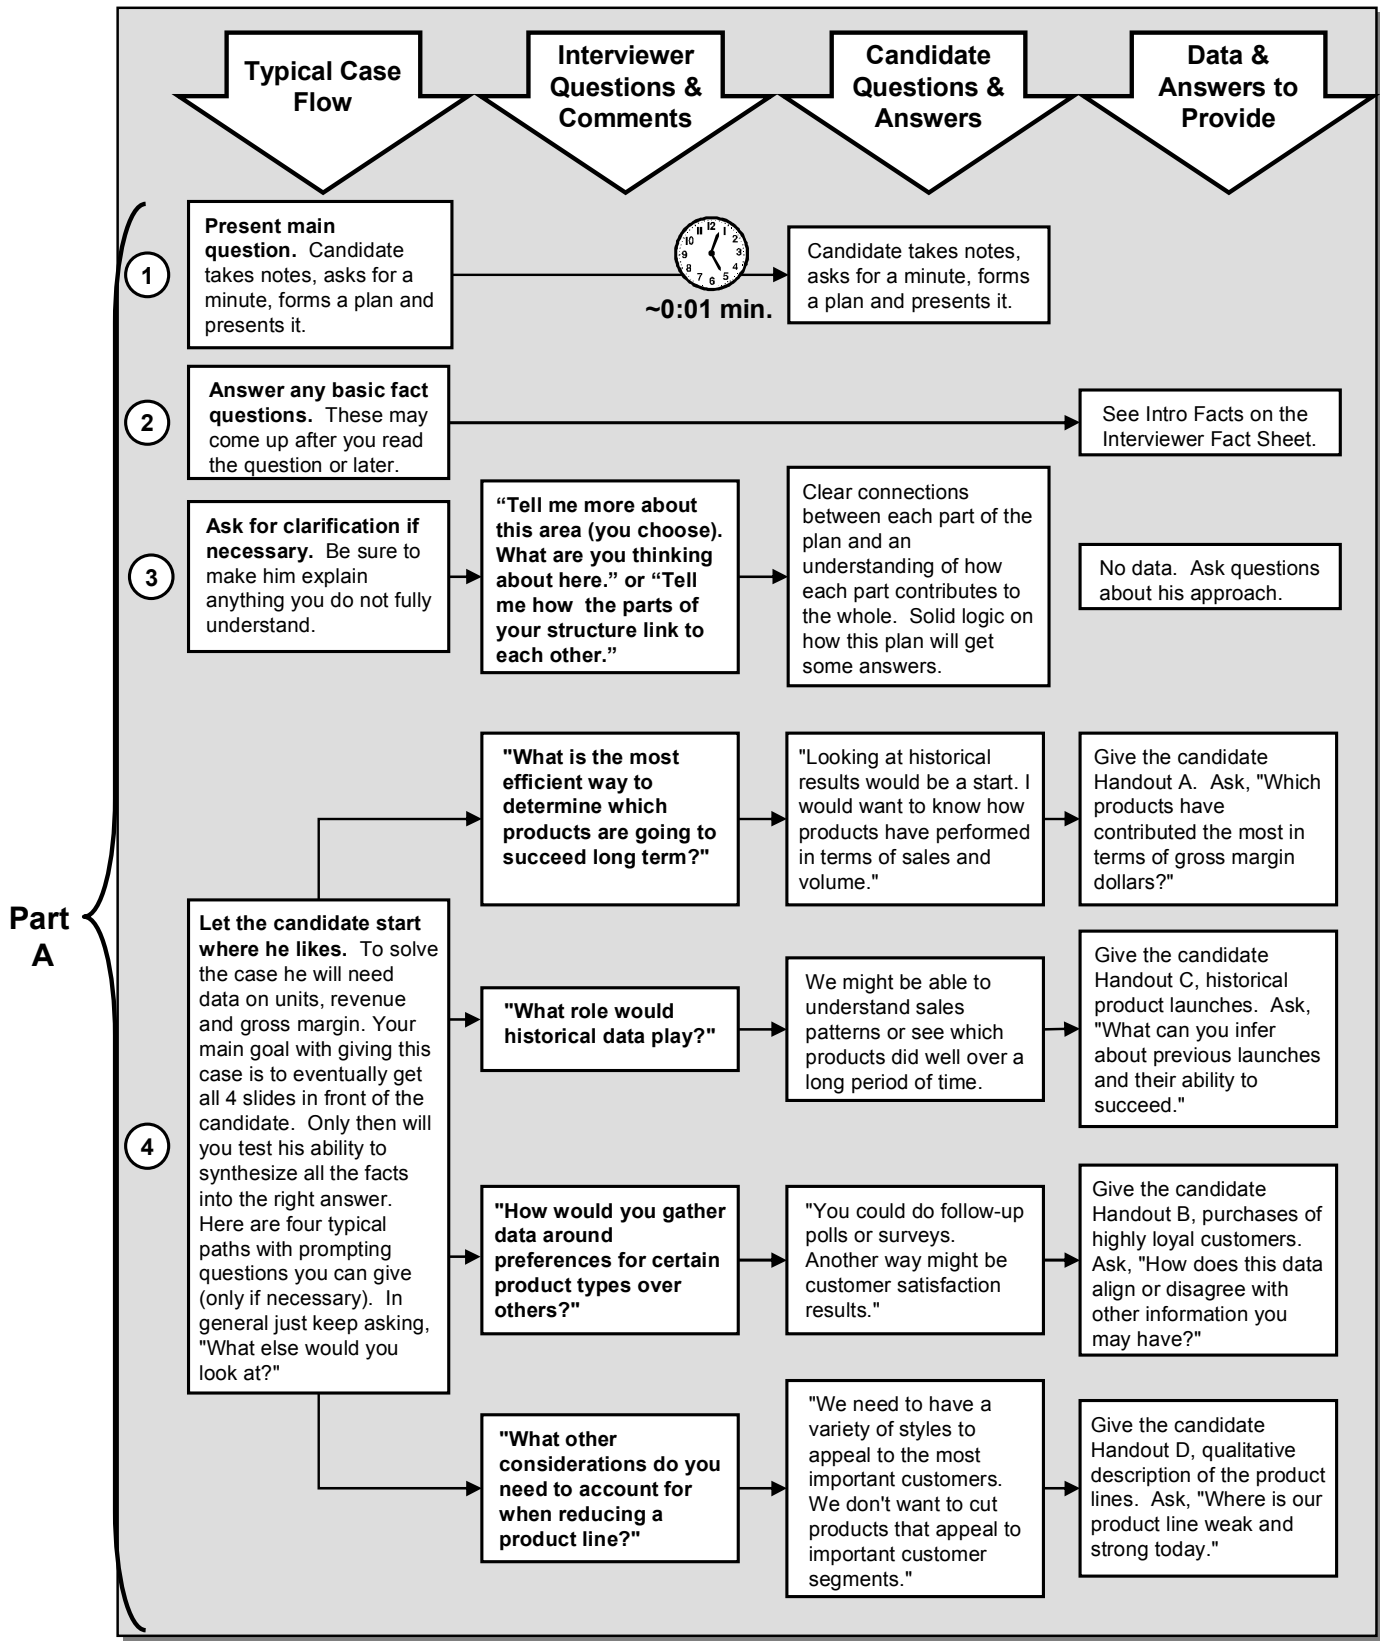 Typical Case
Flow
Interviewer
Questions &
Comments
Candidate
Questions &
Answers
Data &
Answers to
Provide
Part
A
1
Present main
question.  Candidate
takes notes, asks for a
minute, forms a plan and
presents it.
12
1
2
3
4
5
6
7
8
9
10
11
~0:01 min.
Candidate takes notes,
asks for a minute, forms
a plan and presents it.
2
Answer any basic fact
questions.  These may
come up after you read
the question or later.
See Intro Facts on the
Interviewer Fact Sheet.
3
Ask for clarification if
necessary.  Be sure to
make him explain
anything you do not fully
understand.
“Tell me more about
this area (you choose).
What are you thinking
about here.” or “Tell
me how  the parts of
your structure link to
each other.”
Clear connections
between each part of the
plan and an
understanding of how
each part contributes to
the whole.  Solid logic on
how this plan will get
some answers.
No data.  Ask questions
about his approach.
4
Let the candidate start
where he likes.  To solve
the case he will need
data on units, revenue
and gross margin. Your
main goal with giving this
case is to eventually get
all 4 slides in front of the
candidate.  Only then will
you test his ability to
synthesize all the facts
into the right answer.
Here are four typical
paths with prompting
questions you can give
(only if necessary).  In
general just keep asking,
"What else would you
look at?"
"What is the most
efficient way to
determine which
products are going to
succeed long term?"
"Looking at historical
results would be a start. I
would want to know how
products have performed
in terms of sales and
volume."
Give the candidate
Handout A.  Ask, "Which
products have
contributed the most in
terms of gross margin
dollars?"
"What role would
historical data play?"
We might be able to
understand sales
patterns or see which
products did well over a
long period of time.
Give the candidate
Handout C, historical
product launches.  Ask,
"What can you infer
about previous launches
and their ability to
succeed."
"How would you gather
data around
preferences for certain
product types over
others?"
"You could do follow-up
polls or surveys.
Another way might be
customer satisfaction
results."
Give the candidate
Handout B, purchases of
highly loyal customers.
Ask, "How does this data
align or disagree with
other information you
may have?"
"What other
considerations do you
need to account for
when reducing a
product line?"
"We need to have a
variety of styles to
appeal to the most
important customers.
We don't want to cut
products that appeal to
important customer
segments."
Give the candidate
Handout D, qualitative
description of the product
lines.  Ask, "Where is our
product line weak and
strong today."